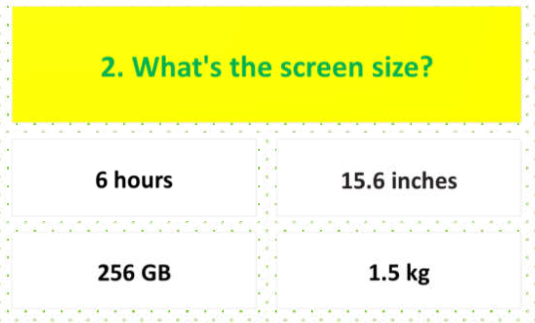 2. What's the screen size?
6 hours
15.6 inches
256 GB
1.5 kg